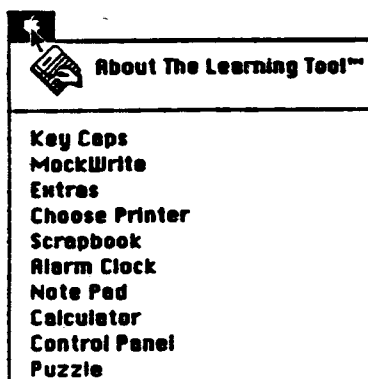 About The Learning Tool™
Key Caps
MockWrite
Extras
Choose Printer
Scrapbook
Alarm Clock
Note Pad
Calculator
Control Panel
Puzzle